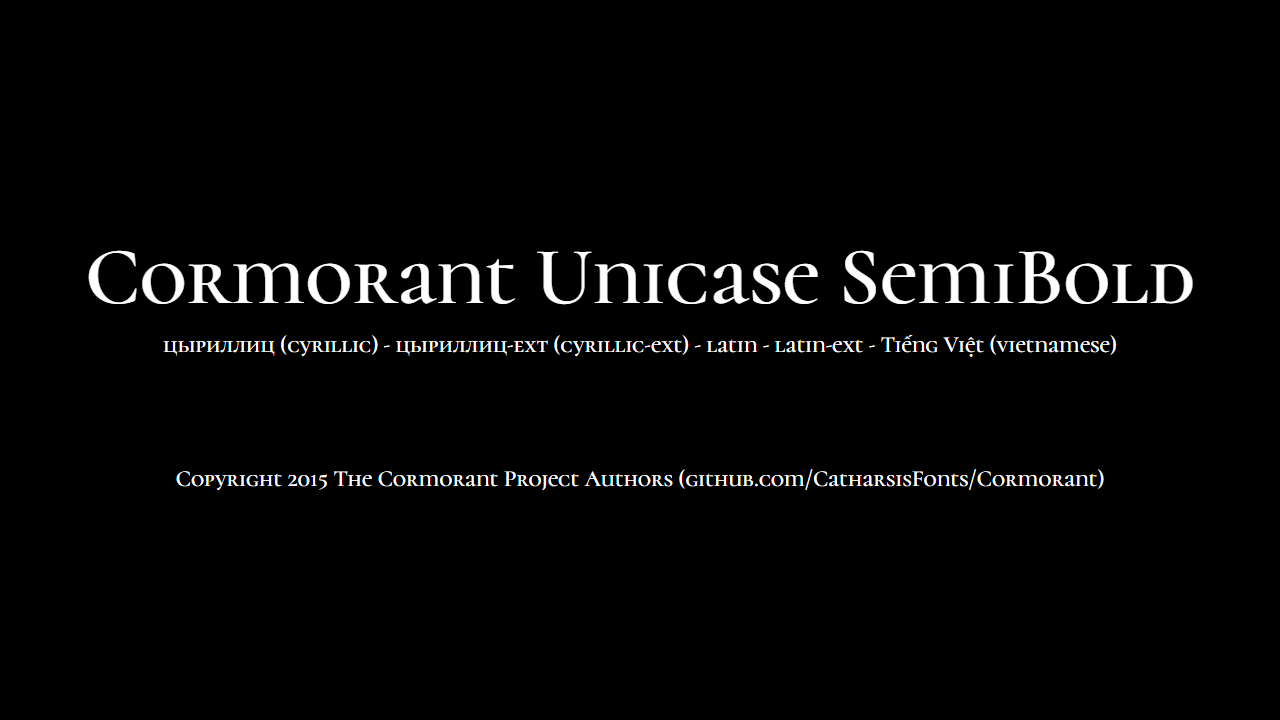 Cormorant Unicase SemiBold
цыриллиц (cyrillic) - цыриллиц-ext (cyrillic-ext) - latin - latin-ext - Tiếng Việt (vietnamese)
Copyright 2015 The Cormorant Project Authors (github.com/CatharsisFonts/Cormorant)